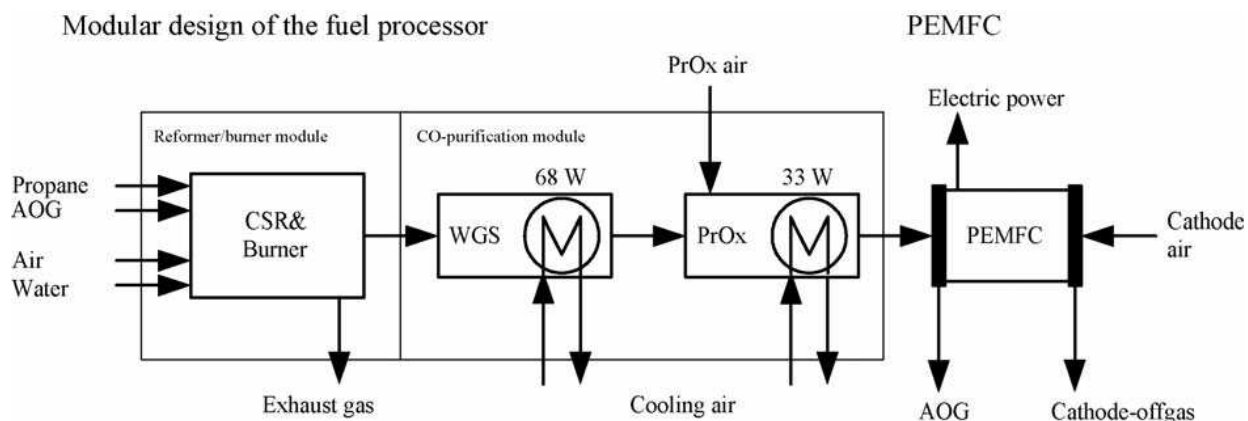 Modular design of the fuel processor
PEMFC
PrOx air
Electric power
Reformer/burner module
CO-purification module
68 W
33 W
Propane
AOG
CSR&
Burner
WGS
PrOx
PEMFC
Cathode
air
Air
Water
Exhaust gas
Cooling air
AOG
Cathode-offgas